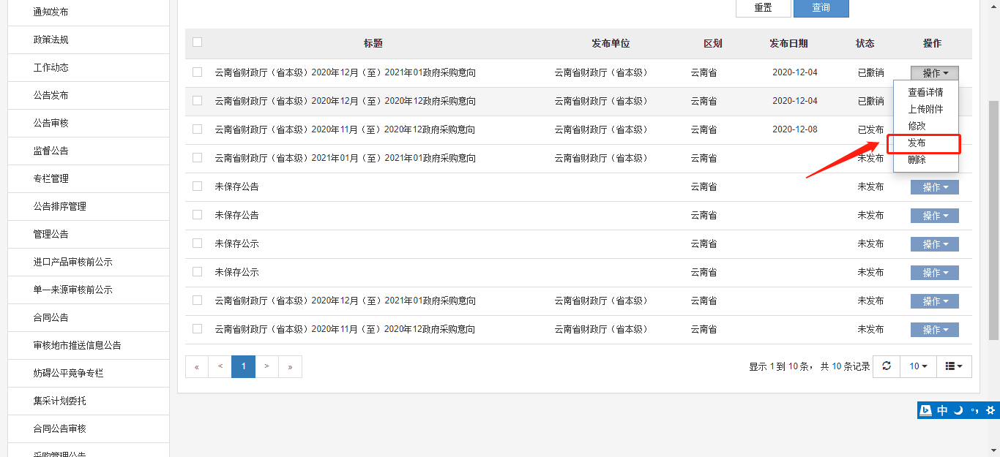 通知发布
政策法规
工作动态
公告发布
公告审核
监督公告
专栏管理
公告排序管理
管理公告
进口产品审核前公示
单一来源审核前公示
合同公告
审核地市推送信息公告
妨碍公平竞争专栏
集采计划委托
合同公告审核
采购管理公告
重置 查询
标题 发布单位 区划 发布日期 状态 操作
云南省财政厅（省本级）2020年12月（至）2021年01政府采购意向 云南省财政厅（省本级） 云南省 2020-12-04 已撤销 操作
云南省财政厅（省本级）2020年12月（至）2020年12政府采购意向 云南省财政厅（省本级） 云南省 2020-12-04 已撤销
云南省财政厅（省本级）2020年11月（至）2020年12政府采购意向 云南省财政厅（省本级） 云南省 2020-12-08 已发布
云南省财政厅（省本级）2021年01月（至）2021年01政府采购意向 云南省财政厅（省本级） 云南省 未发布
查看详情
上传附件
修改
发布
删除
未保存公告 云南省 未发布 操作
未保存公告 云南省 未发布 操作
未保存公示 云南省 未发布 操作
未保存公示 云南省 未发布 操作
云南省财政厅（省本级）2020年12月（至）2021年01政府采购意向 云南省财政厅（省本级） 云南省 未发布 操作
云南省财政厅（省本级）2020年11月（至）2020年12政府采购意向 云南省财政厅（省本级） 云南省 未发布 操作
« < 1 > » 显示 1 到 10 条， 共 10 条记录 10
中